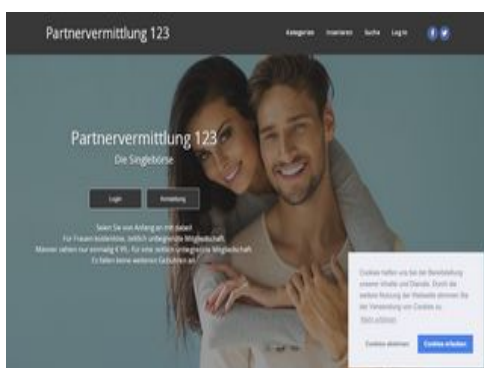 Partnervermittlung 123
Kategorien Inserieren Suche Log In
Partnervermittlung 123
Die Singlebörse
Login Anmeldung
Seien Sie von Anfang an mit dabei!
Für Frauen kostenlose, zeitlich unbegrenzte Mitgliedschaft.
Männer zahlen nur einmalig € 99,- für eine zeitlich unbegrenzte Mitgliedschaft.
Es fallen keine weiteren Gebühren an.
Cookies helfen uns bei der Bereitstellung
unserer Inhalte und Dienste. Durch die
weitere Nutzung der Webseite stimmen Sie
der Verwendung von Cookies zu.
Mehr erfahren
Cookies ablehnen Cookies erlauben